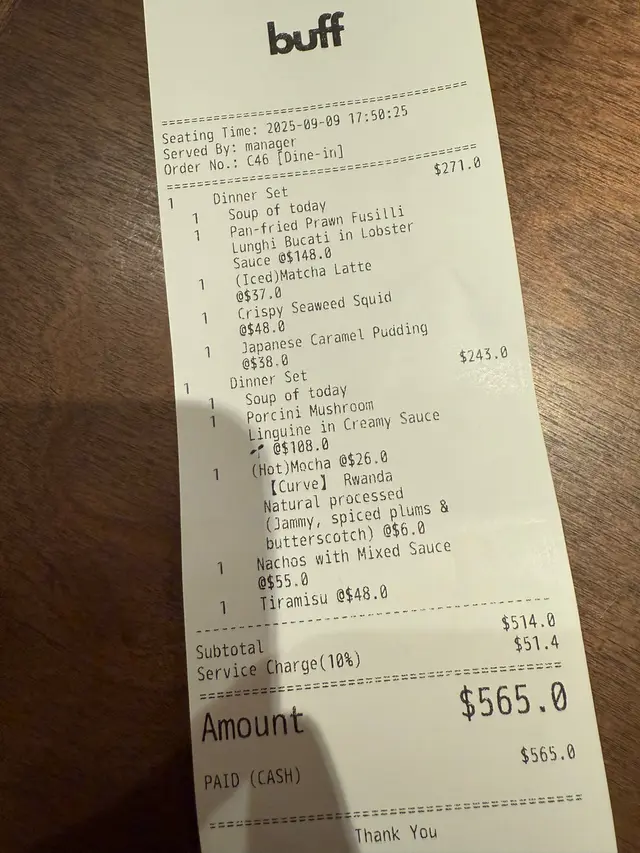 buff
Seating Time: 2025-09-09 17:50:25
Served By: manager
Order No.: C46 [Dine-in]
1 Dinner Set $271.0
1 Soup of today
1 Pan-fried Prawn Fusilli
Lunghi Bucati in Lobster
Sauce @$148.0
1 (Iced)Matcha Latte
@$37.0
1 Crispy Seaweed Squid
@$48.0
1 Japanese Caramel Pudding
@$38.0
1 Dinner Set $243.0
1 Soup of today
1 Porcini Mushroom
Linguine in Creamy Sauce
@$108.0
1 (Hot)Mocha @$26.0
【Curve】 Rwanda
Natural processed
(Jammy, spiced plums &
butterscotch) @$6.0
1 Nachos with Mixed Sauce
@$55.0
1 Tiramisu @$48.0
Subtotal $514.0
Service Charge(10%) $51.4
Amount $565.0
PAID (CASH) $565.0
Thank You